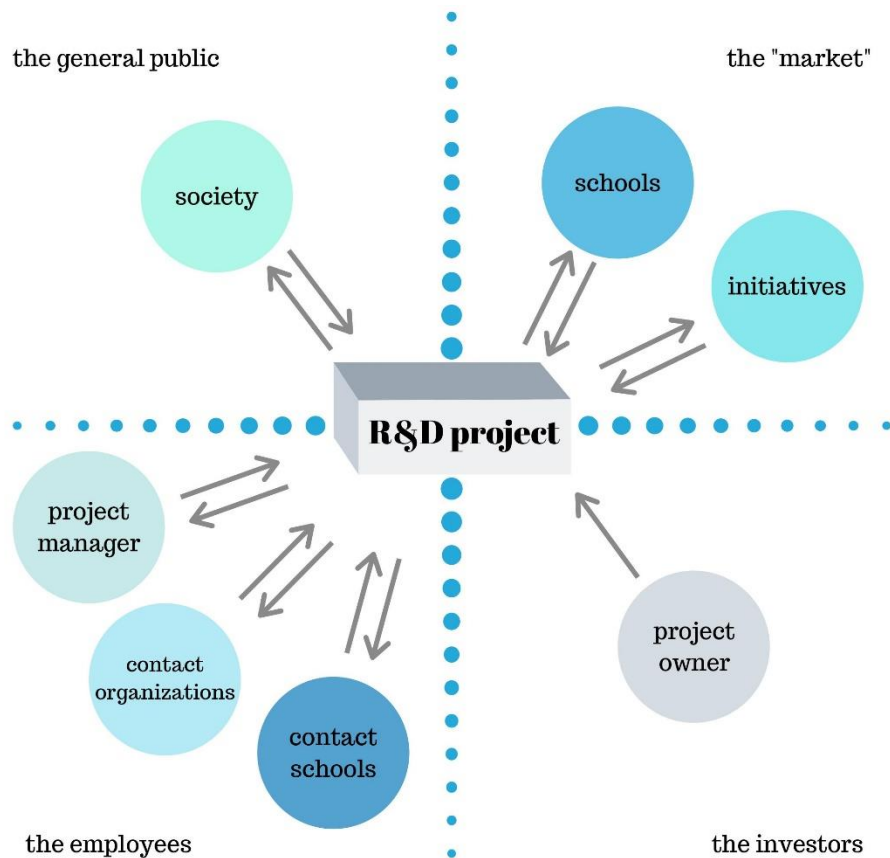 the general public
the "market"
society
schools
initiatives
R&D project
project
manager
contact
organizations
contact
schools
project
owner
the employees
the investors